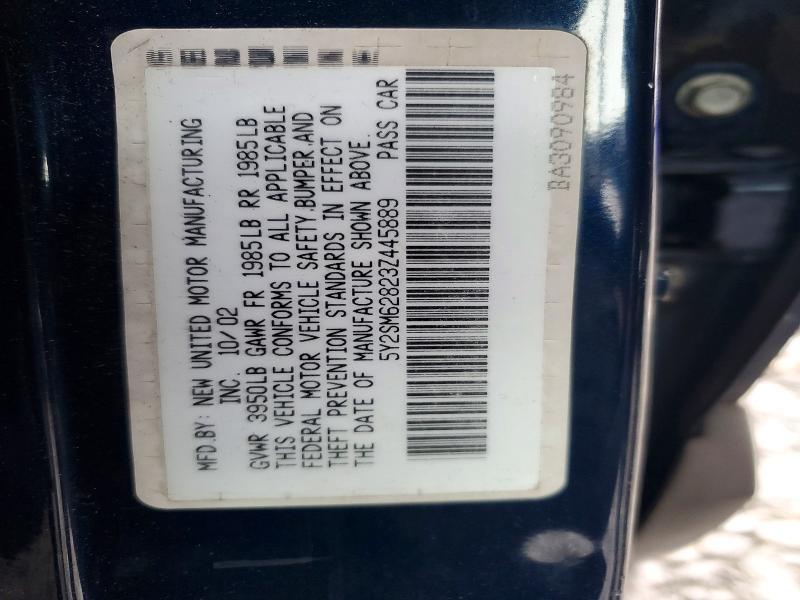 MFD.BY: NEW UNITED MOTOR MANUFACTURING
INC. 10/02
GVWR 3950LB GAWR FR 1985LB RR 1985LB
THIS VEHICLE CONFORMS TO ALL APPLICABLE
FEDERAL MOTOR VEHICLE SAFETY,BUMPER,AND
THEFT PREVENTION STANDARDS IN EFFECT ON
THE DATE OF MANUFACTURE SHOWN ABOVE.
5Y2SM62823Z445889 PASS CAR
BA3090984